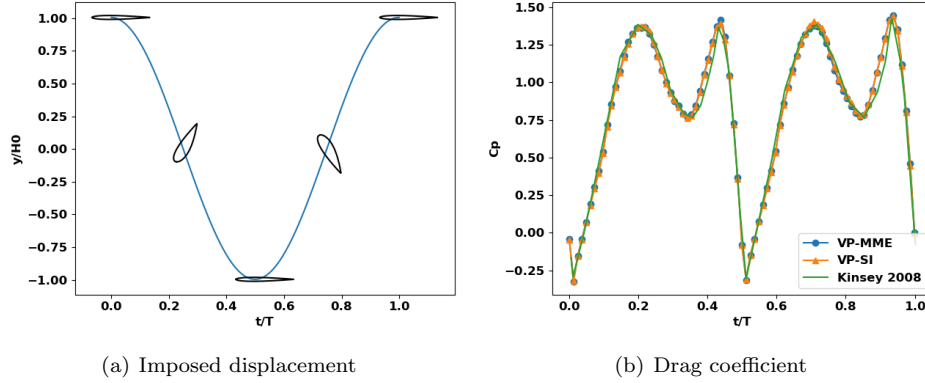 1.00
0.75
0.50
0.25
0.00
−0.25
−0.50
−0.75
−1.00
y/H0
0.0 0.2 0.4 0.6 0.8 1.0
t/T
(a) Imposed displacement
1.50
1.25
1.00
0.75
0.50
0.25
0.00
−0.25
Cp
VP-MME
VP-SI
Kinsey 2008
0.0 0.2 0.4 0.6 0.8 1.0
t/T
(b) Drag coefficient